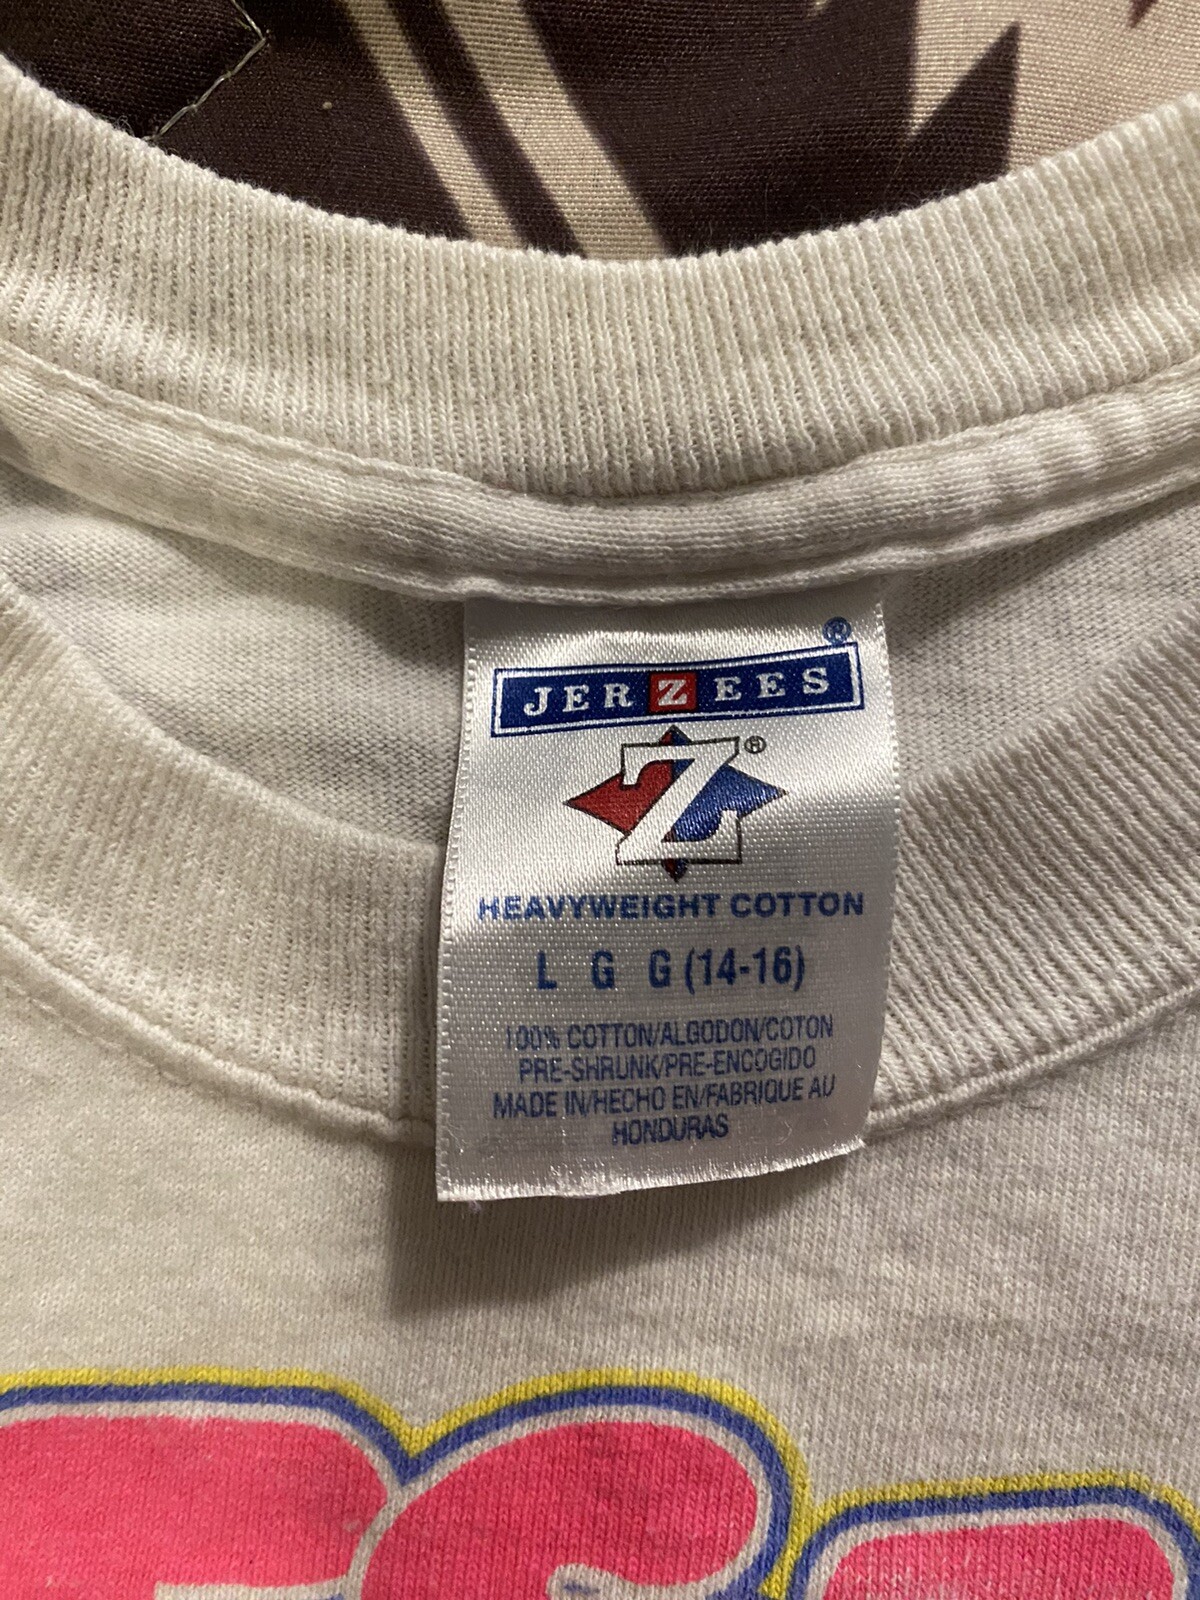 ®
JERZEES
Z®
HEAVYWEIGHT COTTON
L G G (14-16)
100% COTTON/ALGODON/COTON
PRE-SHRUNK/PRE-ENCOGIDO
MADE IN/HECHO EN/FABRIQUE AU
HONDURAS